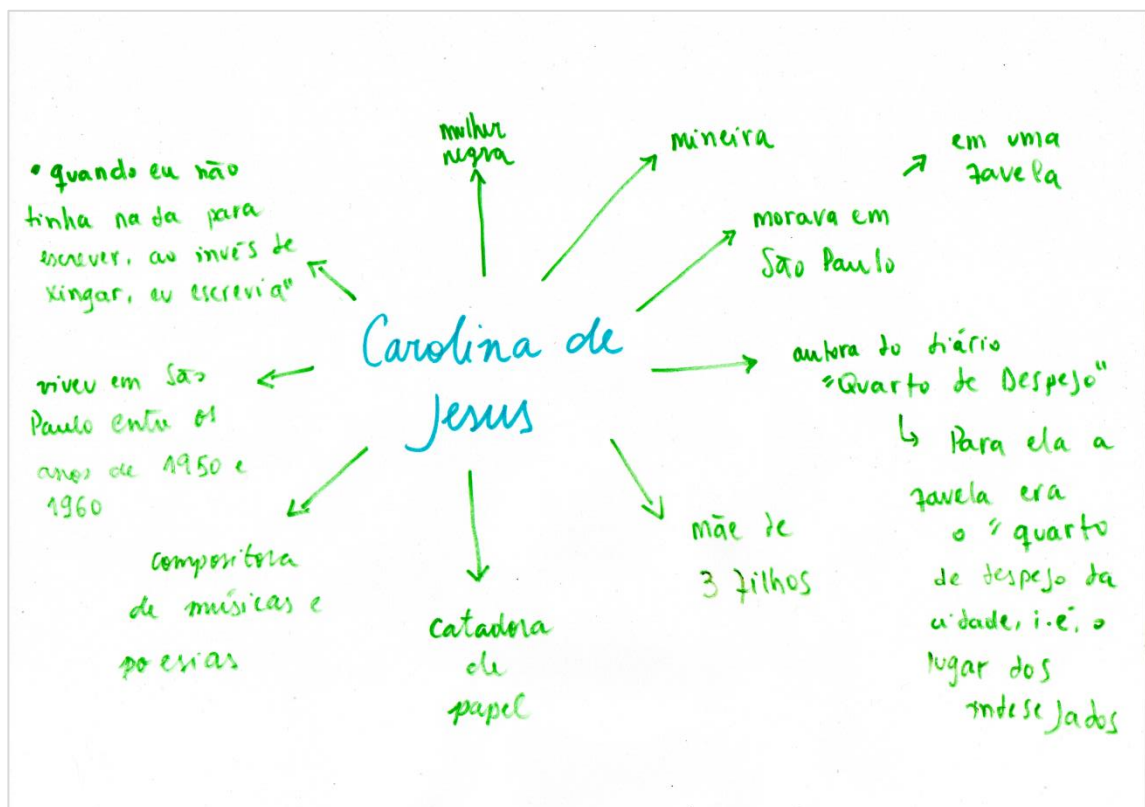 Carolina de
Jesus
mulher
negra
mineira
morava em
São Paulo
em uma
favela
autora do diário
"Quarto de Despejo"
↳ Para ela a
favela era
o "quarto
de despejo da
cidade, i.é, o
lugar dos
indesejados
mãe de
3 filhos
catadora
de
papel
compositora
de músicas e
poesias
viveu em São
Paulo entre os
anos de 1950 e
1960
"quando eu não
tinha nada para
escrever, ao invés de
xingar, eu escrevia"